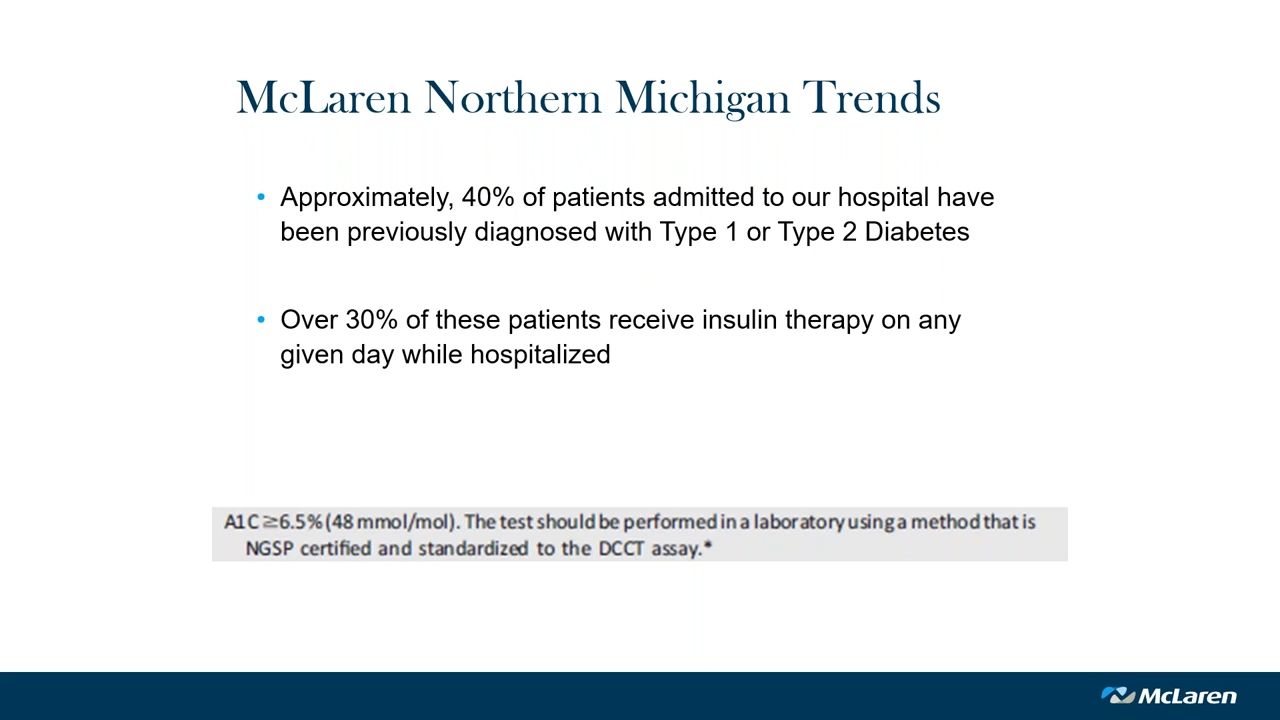 McLaren Northern Michigan Trends
• Approximately, 40% of patients admitted to our hospital have
been previously diagnosed with Type 1 or Type 2 Diabetes
• Over 30% of these patients receive insulin therapy on any
given day while hospitalized
A1C ≥6.5% (48 mmol/mol). The test should be performed in a laboratory using a method that is
NGSP certified and standardized to the DCCT assay.*
McLaren